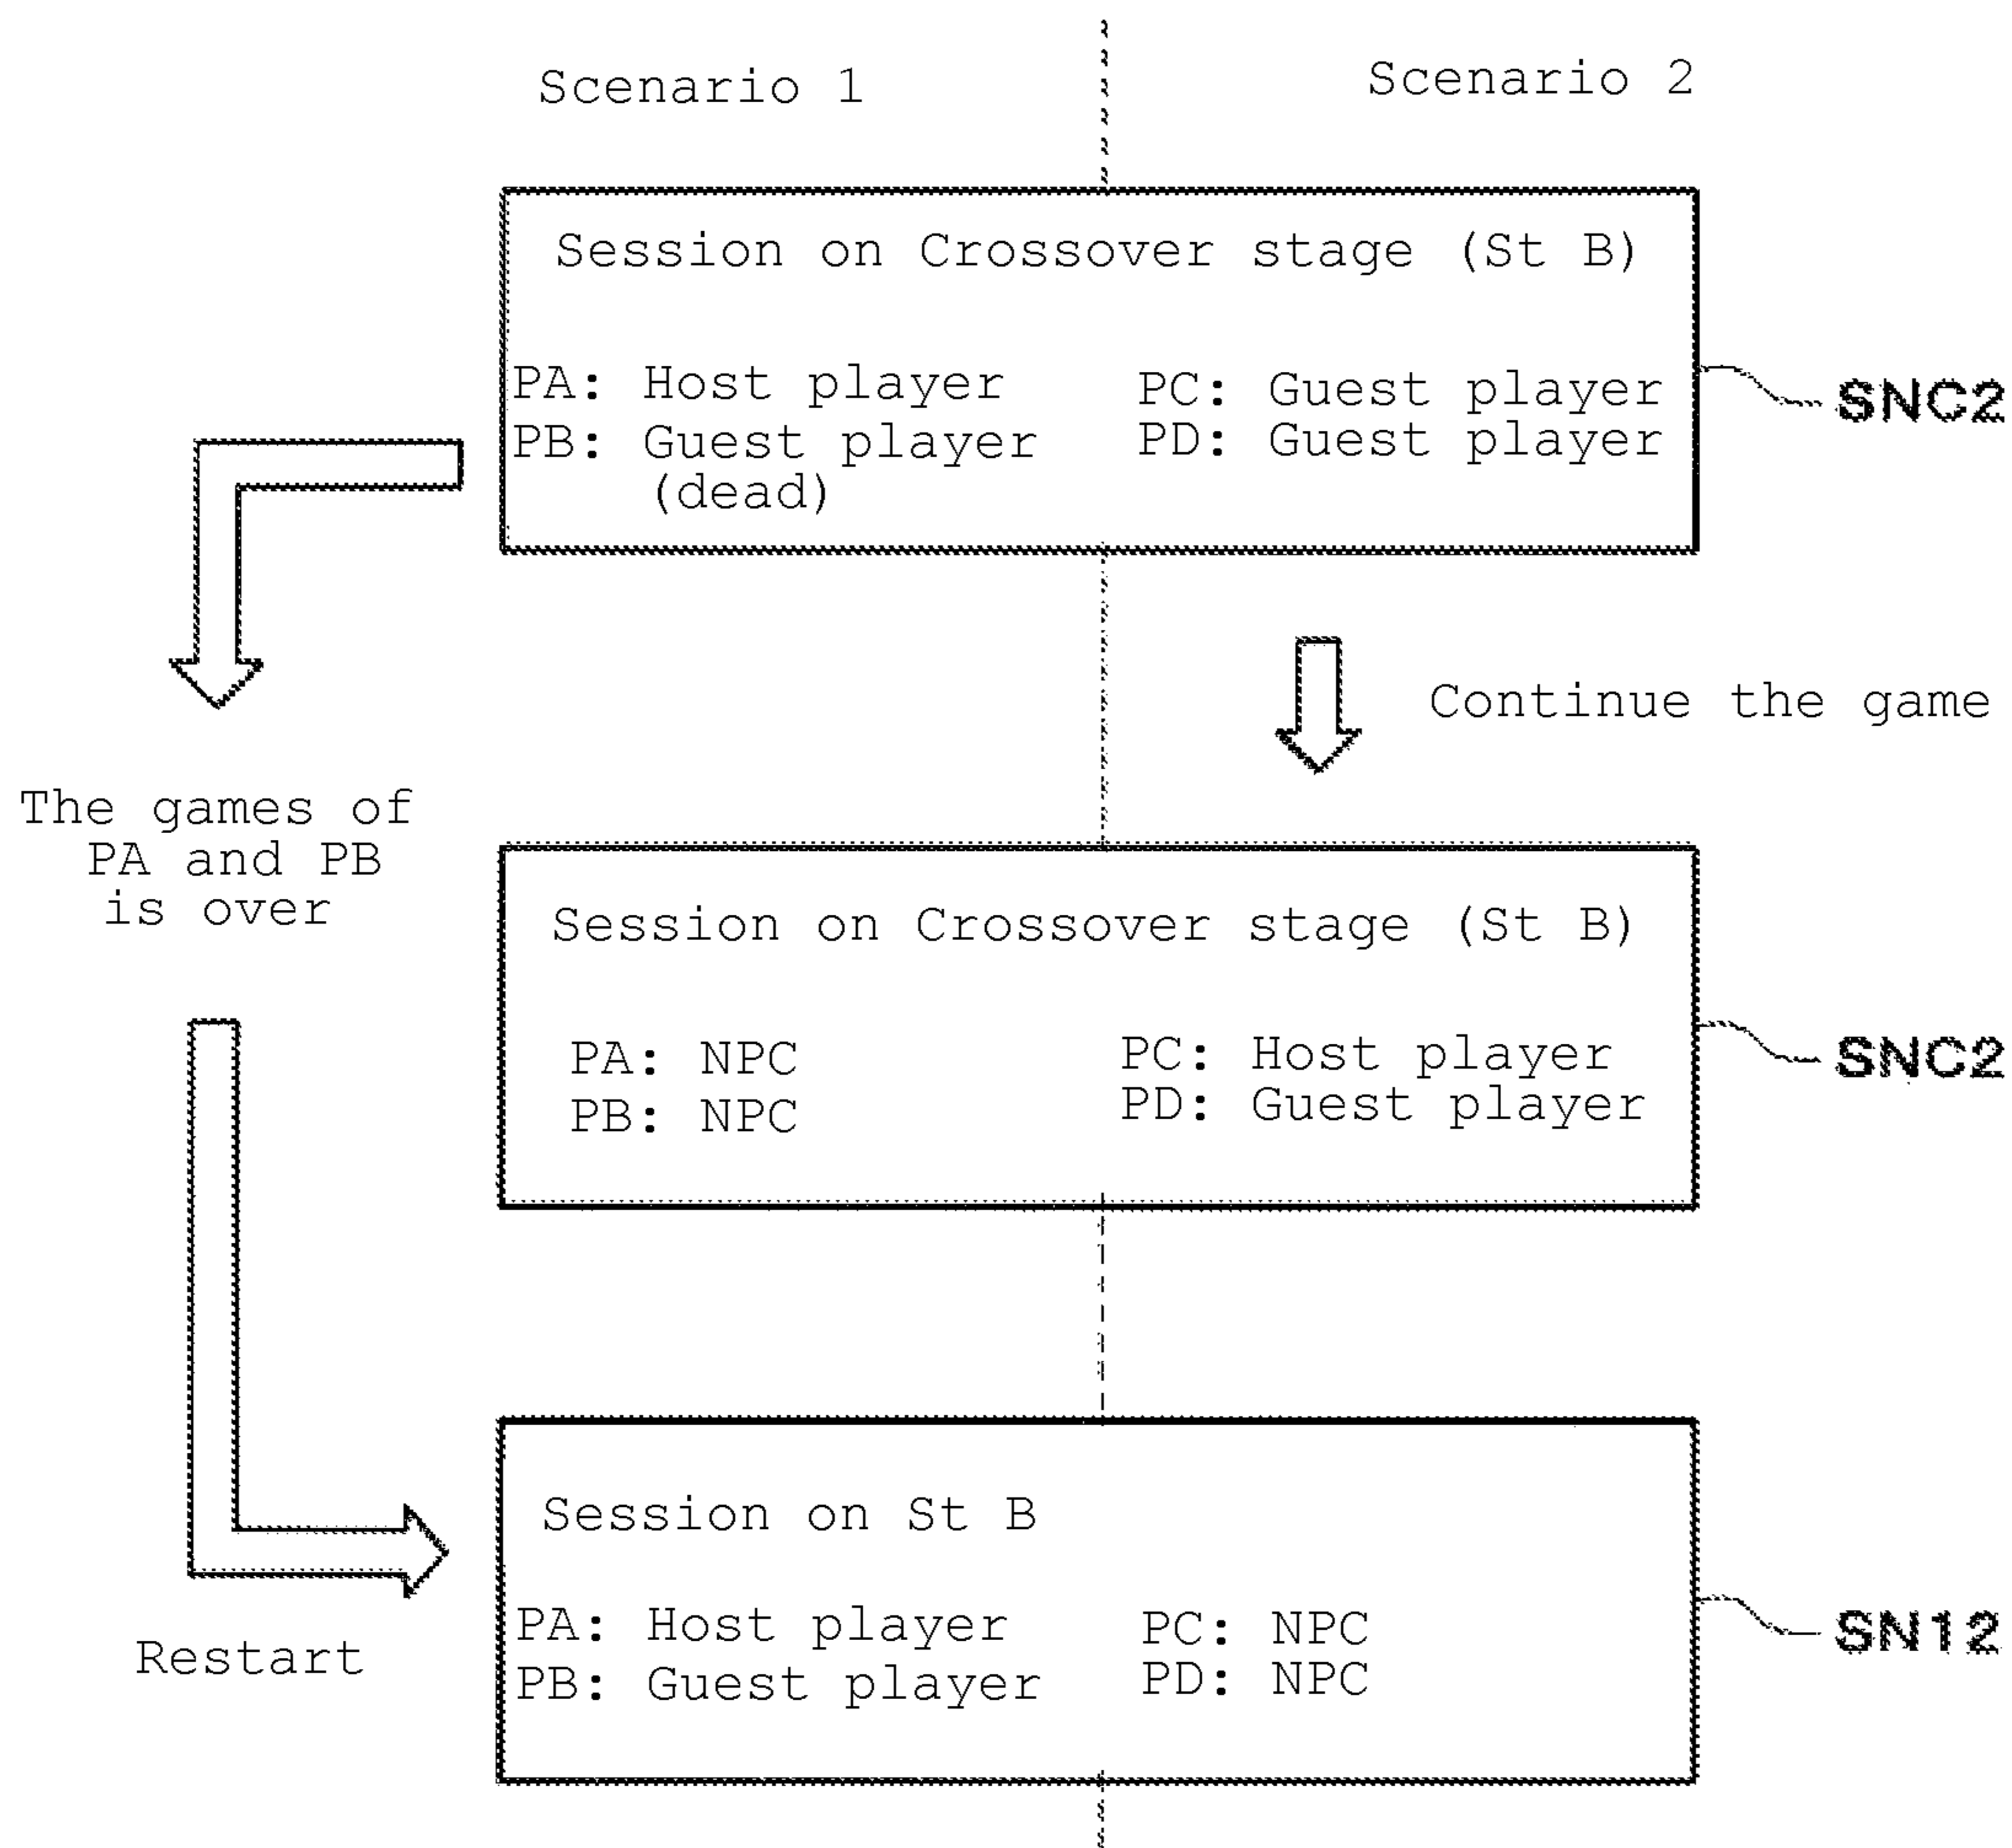 Scenario 1
Scenario 2
Session on Crossover stage (St B)
PA: Host player
PB: Guest player
(dead)
PC: Guest player
PD: Guest player
SNC2
Continue the game
The games of
PA and PB
is over
Session on Crossover stage (St B)
PA: NPC
PB: NPC
PC: Host player
PD: Guest player
SNC2
Session on St B
PA: Host player
PB: Guest player
PC: NPC
PD: NPC
SN12
Restart